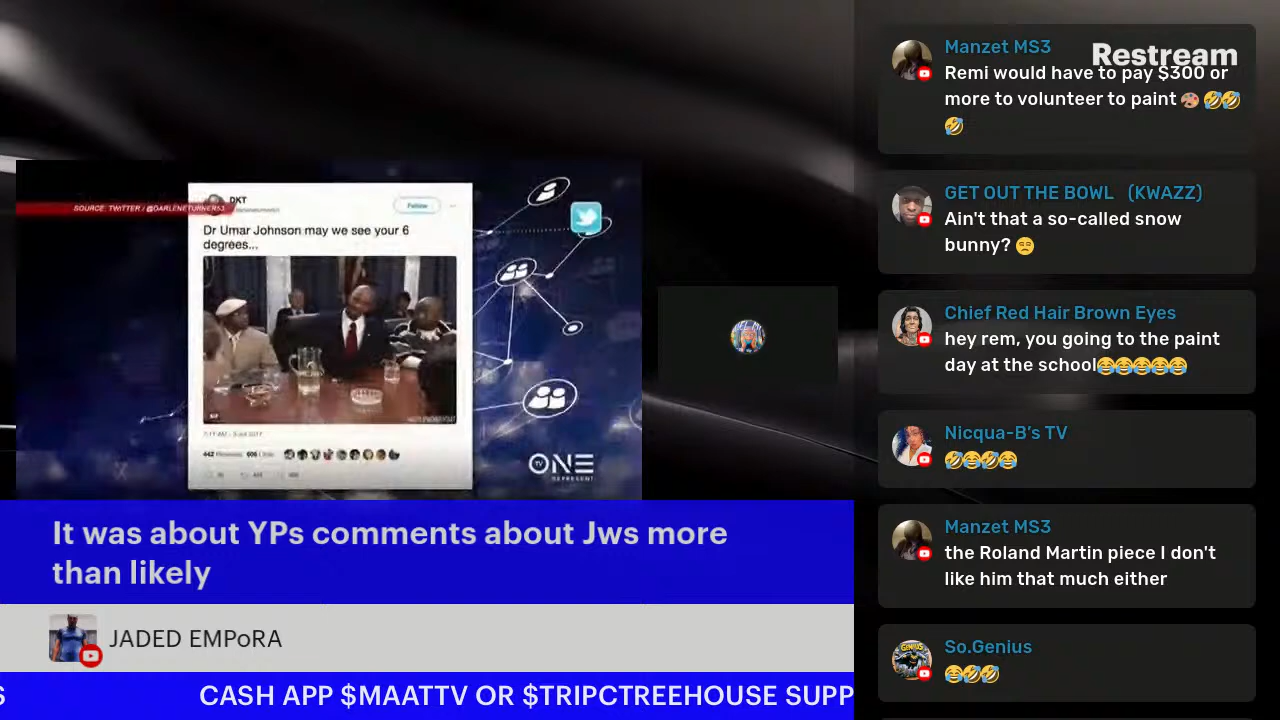 SOURCE: TWITTER / @DARLENETURNER53
DKT
Follow
Dr Umar Johnson may we see your 6
degrees...
TV ONE
REPRESENT
It was about YPs comments about Jws more
than likely
JADED EMPoRA
S
CASH APP $MAATTV OR $TRIPCTREEHOUSE SUPP
Restream
Manzet MS3
Remi would have to pay $300 or
more to volunteer to paint 🎨 🤣🤣
🤣
GET OUT THE BOWL (KWAZZ)
Ain't that a so-called snow
bunny? 😒
Chief Red Hair Brown Eyes
hey rem, you going to the paint
day at the school😂😂😂😂😂
Nicqua-B's TV
🤣😂🤣😂
Manzet MS3
the Roland Martin piece I don't
like him that much either
So.Genius
😂🤣🤣